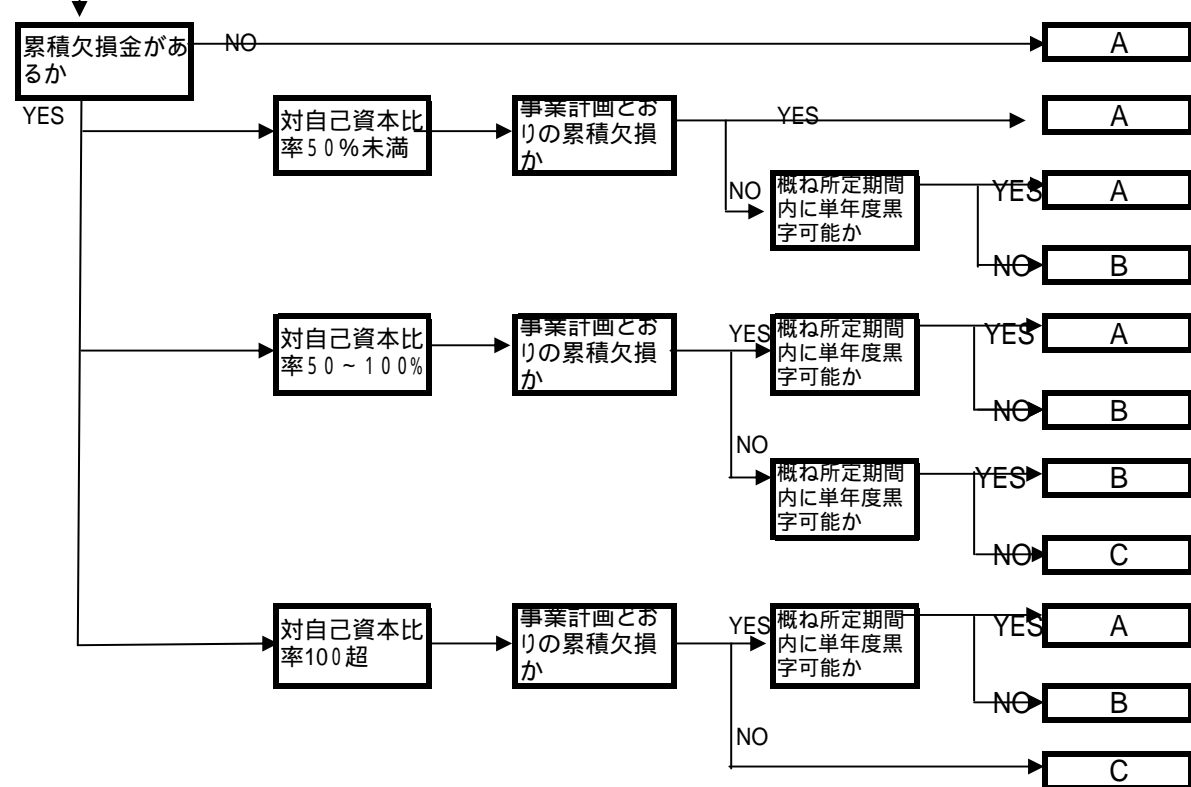 累積欠損金があ
るか
NO
A
YES
対自己資本比
率50%未満
事業計画とお
りの累積欠損
か
YES
A
NO
概ね所定期間
内に単年度黒
字可能か
YES
A
NO
B
対自己資本比
率50~100%
事業計画とお
りの累積欠損
か
YES
概ね所定期間
内に単年度黒
字可能か
YES
A
NO
B
NO
概ね所定期間
内に単年度黒
字可能か
YES
B
NO
C
対自己資本比
率100超
事業計画とお
りの累積欠損
か
YES
概ね所定期間
内に単年度黒
字可能か
YES
A
NO
B
NO
C